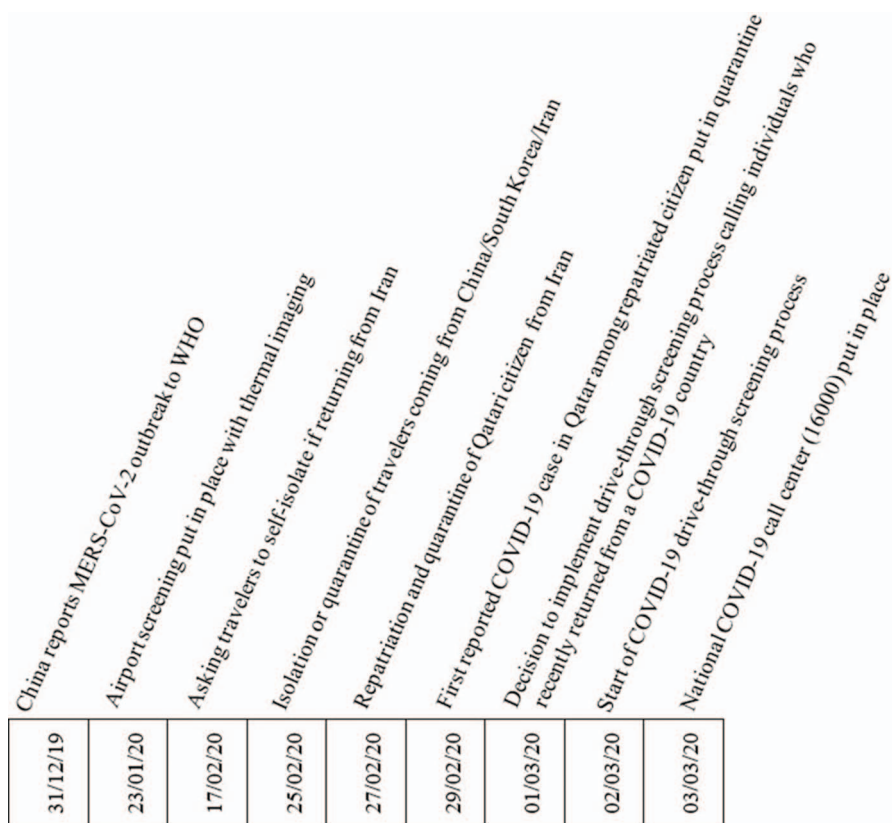 China reports MERS-CoV-2 outbreak to WHO
Airport screening put in place with thermal imaging
Asking travelers to self-isolate if returning from Iran
Isolation or quarantine of travelers coming from China/South Korea/Iran
Repatriation and quarantine of Qatari citizen from Iran
First reported COVID-19 case in Qatar among repatriated citizen put in quarantine
Decision to implement drive-through screening process calling individuals who
recently returned from a COVID-19 country
Start of COVID-19 drive-through screening process
National COVID-19 call center (16000) put in place
31/12/19
23/01/20
17/02/20
25/02/20
27/02/20
29/02/20
01/03/20
02/03/20
03/03/20